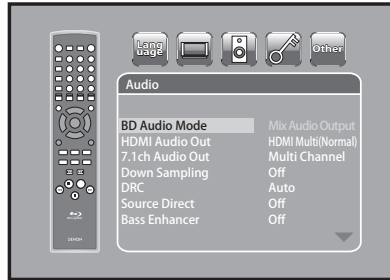 Lang
uage
Other
Audio
BD Audio Mode Mix Audio Output
HDMI Audio Out HDMI Multi(Normal)
7.1ch Audio Out Multi Channel
Down Sampling Off
DRC Auto
Source Direct Off
Bass Enhancer Off
DENON